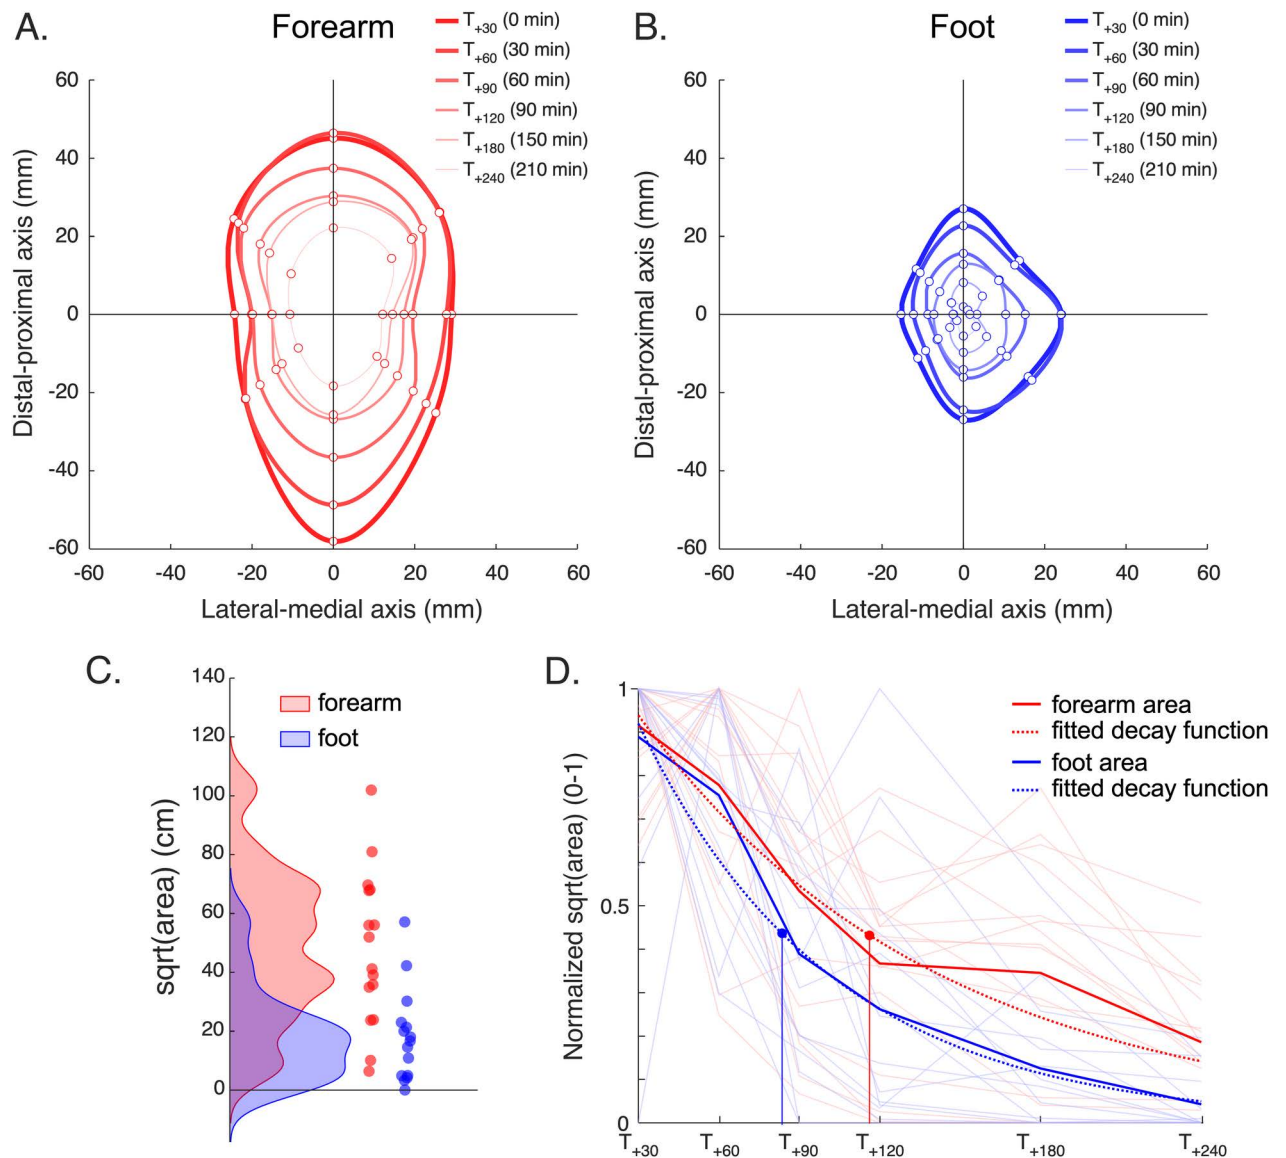 A.
Forearm
T+30 (0 min)
T+60 (30 min)
T+90 (60 min)
T+120 (90 min)
T+180 (150 min)
T+240 (210 min)
60
40
20
0
-20
-40
-60
Distal-proximal axis (mm)
-60 -40 -20 0 20 40 60
Lateral-medial axis (mm)
B.
Foot
T+30 (0 min)
T+60 (30 min)
T+90 (60 min)
T+120 (90 min)
T+180 (150 min)
T+240 (210 min)
60
40
20
0
-20
-40
-60
Distal-proximal axis (mm)
-60 -40 -20 0 20 40 60
Lateral-medial axis (mm)
C.
140
120
100
80
60
40
20
0
sqrt(area) (cm)
forearm
foot
D.
1
0.5
0
Normalized sqrt(area) (0-1)
forearm area
fitted decay function
foot area
fitted decay function
T+30 T+60 T+90 T+120 T+180 T+240